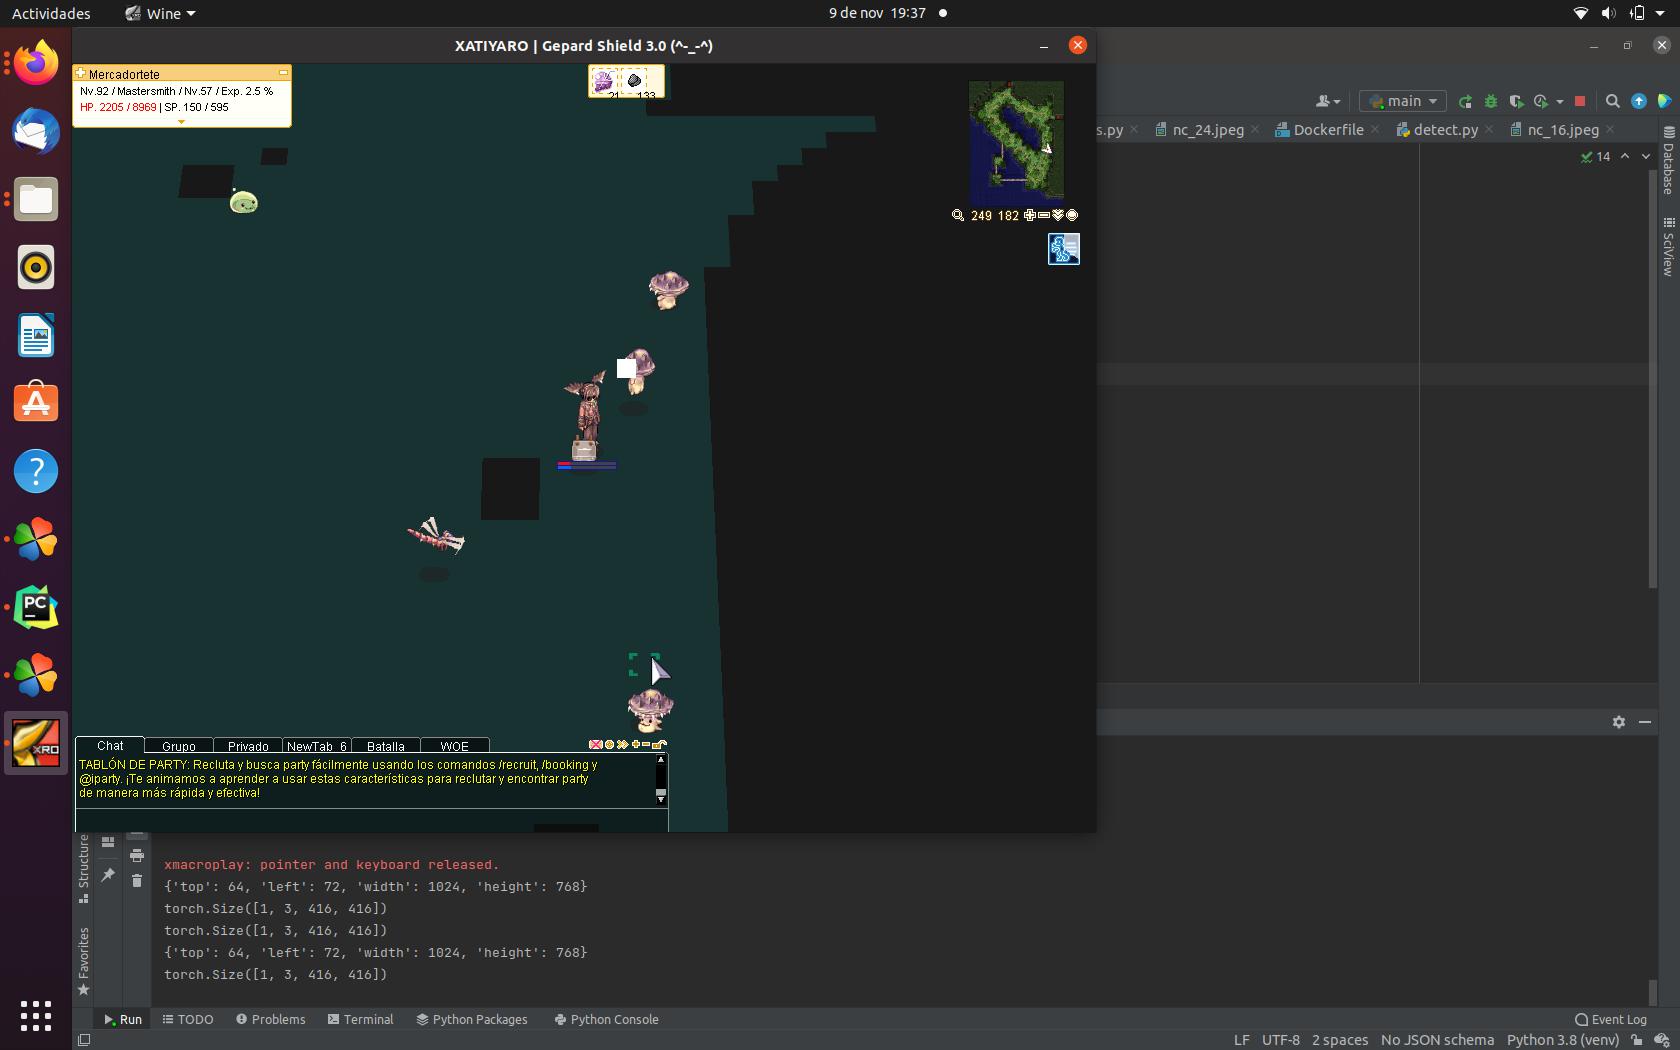 Actividades
Wine
9 de nov 19:37
XATIYARO | Gepard Shield 3.0 (^-_-^)
Mercadortete
Nv.92 / Mastersmith / Nv.57 / Exp. 2.5 %
HP. 2205 / 8969 | SP. 150 / 595
21
133
249 182
main
s.py
nc_24.jpeg
Dockerfile
detect.py
nc_16.jpeg
14
Database
SciView
PC
XRO
Chat
Grupo
Privado
NewTab_6
Batalla
WOE
TABLÓN DE PARTY: Recluta y busca party fácilmente usando los comandos /recruit, /booking y
@iparty. ¡Te animamos a aprender a usar estas características para reclutar y encontrar party
de manera más rápida y efectiva!
Structure
Favorites
xmacroplay: pointer and keyboard released.
{'top': 64, 'left': 72, 'width': 1024, 'height': 768}
torch.Size([1, 3, 416, 416])
torch.Size([1, 3, 416, 416])
{'top': 64, 'left': 72, 'width': 1024, 'height': 768}
torch.Size([1, 3, 416, 416])
Run
TODO
Problems
Terminal
Python Packages
Python Console
Event Log
LF
UTF-8
2 spaces
No JSON schema
Python 3.8 (venv)